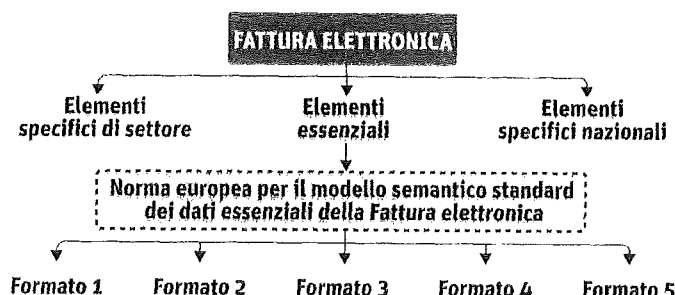 FATTURA ELETTRONICA
Elementi
specifici di settore
Elementi
essenziali
Elementi
specifici nazionali
Norma europea per il modello semantico standard
dei dati essenziali della Fattura elettronica
Formato 1
Formato 2
Formato 3
Formato 4
Formato 5